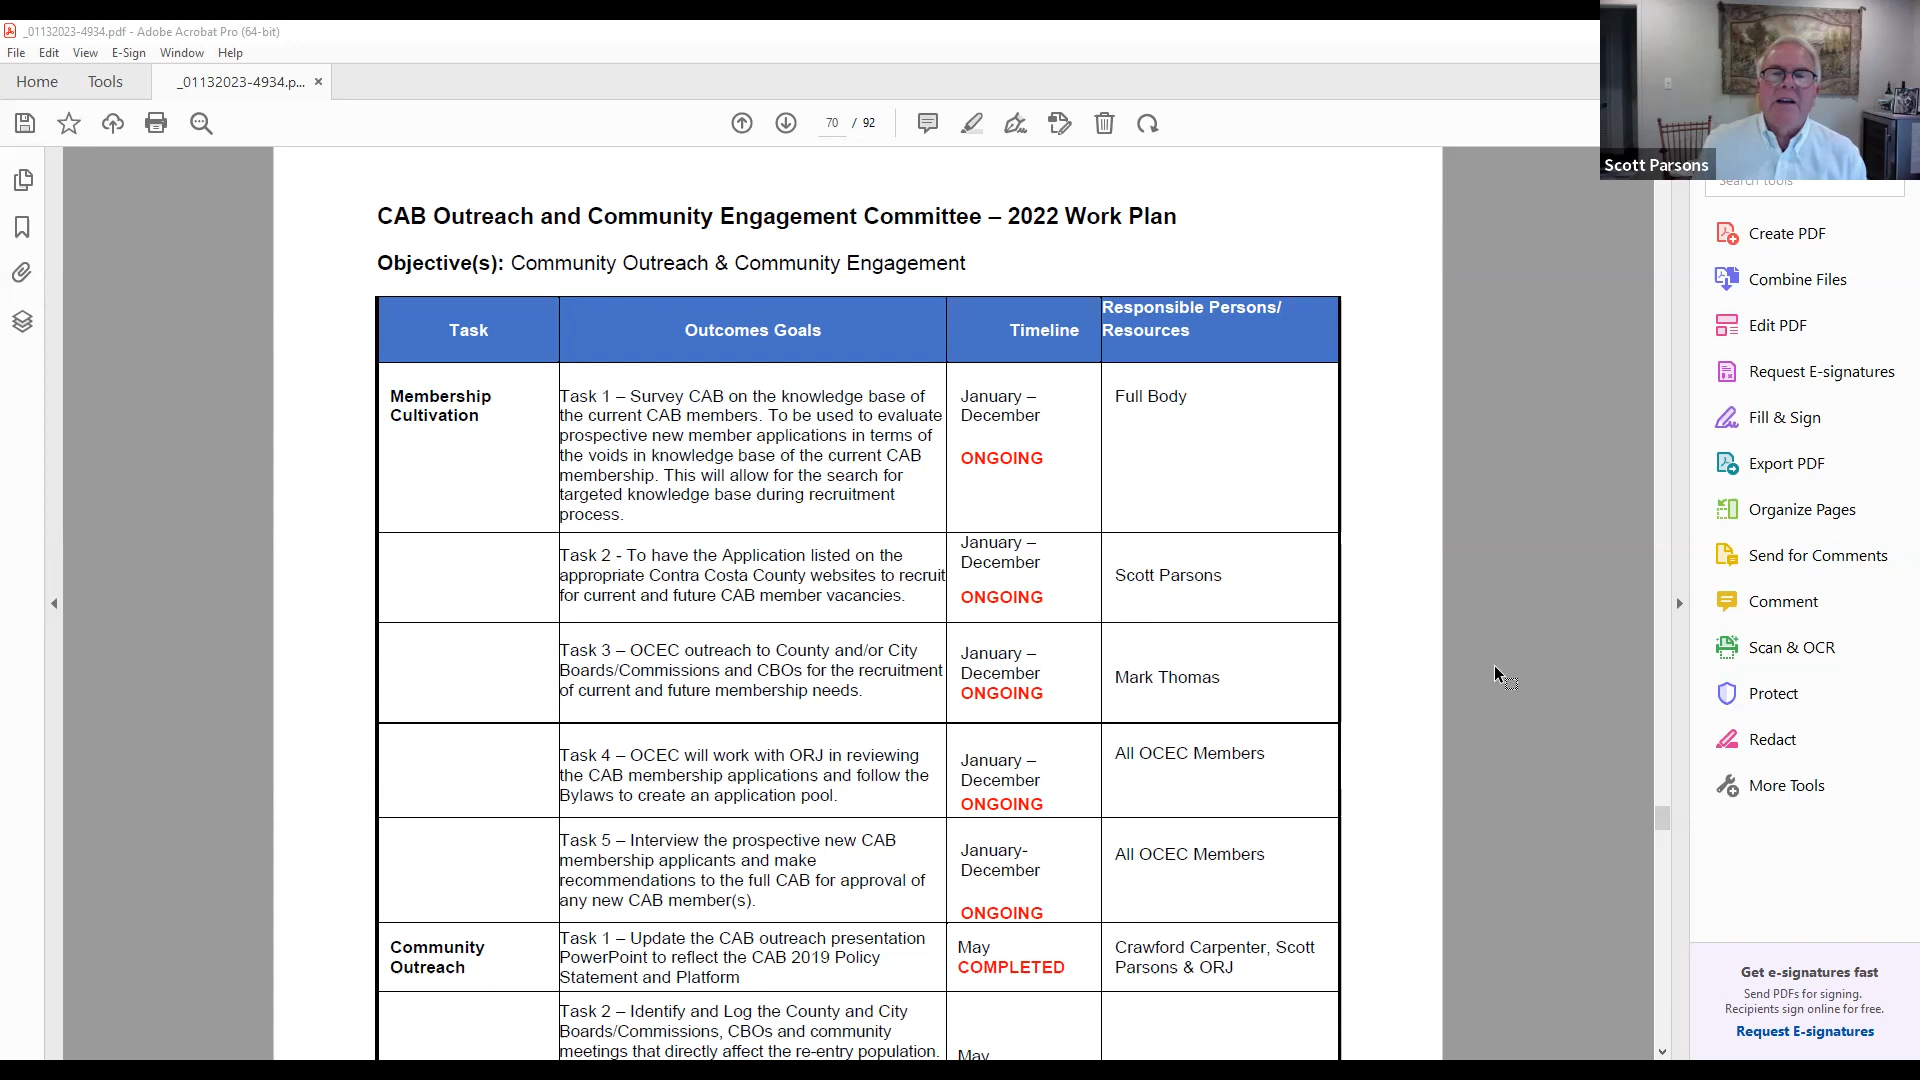 _01132023-4934.pdf - Adobe Acrobat Pro (64-bit)
File Edit View E-Sign Window Help
Home Tools _01132023-4934.p... ×
70 / 92
Scott Parsons
Search tools
CAB Outreach and Community Engagement Committee – 2022 Work Plan
Objective(s): Community Outreach & Community Engagement
Task
Outcomes Goals
Timeline
Responsible Persons/
Resources
Membership
Cultivation
Task 1 – Survey CAB on the knowledge base of
the current CAB members. To be used to evaluate
prospective new member applications in terms of
the voids in knowledge base of the current CAB
membership. This will allow for the search for
targeted knowledge base during recruitment
process.
January –
December
ONGOING
Full Body
Task 2 - To have the Application listed on the
appropriate Contra Costa County websites to recruit
for current and future CAB member vacancies.
January –
December
ONGOING
Scott Parsons
Task 3 – OCEC outreach to County and/or City
Boards/Commissions and CBOs for the recruitment
of current and future membership needs.
January –
December
ONGOING
Mark Thomas
Task 4 – OCEC will work with ORJ in reviewing
the CAB membership applications and follow the
Bylaws to create an application pool.
January –
December
ONGOING
All OCEC Members
Task 5 – Interview the prospective new CAB
membership applicants and make
recommendations to the full CAB for approval of
any new CAB member(s).
January-
December
ONGOING
All OCEC Members
Community
Outreach
Task 1 – Update the CAB outreach presentation
PowerPoint to reflect the CAB 2019 Policy
Statement and Platform
May
COMPLETED
Crawford Carpenter, Scott
Parsons & ORJ
Task 2 – Identify and Log the County and City
Boards/Commissions, CBOs and community
meetings that directly affect the re-entry population.
May
Create PDF
Combine Files
Edit PDF
Request E-signatures
Fill & Sign
Export PDF
Organize Pages
Send for Comments
Comment
Scan & OCR
Protect
Redact
More Tools
Get e-signatures fast
Send PDFs for signing.
Recipients sign online for free.
Request E-signatures